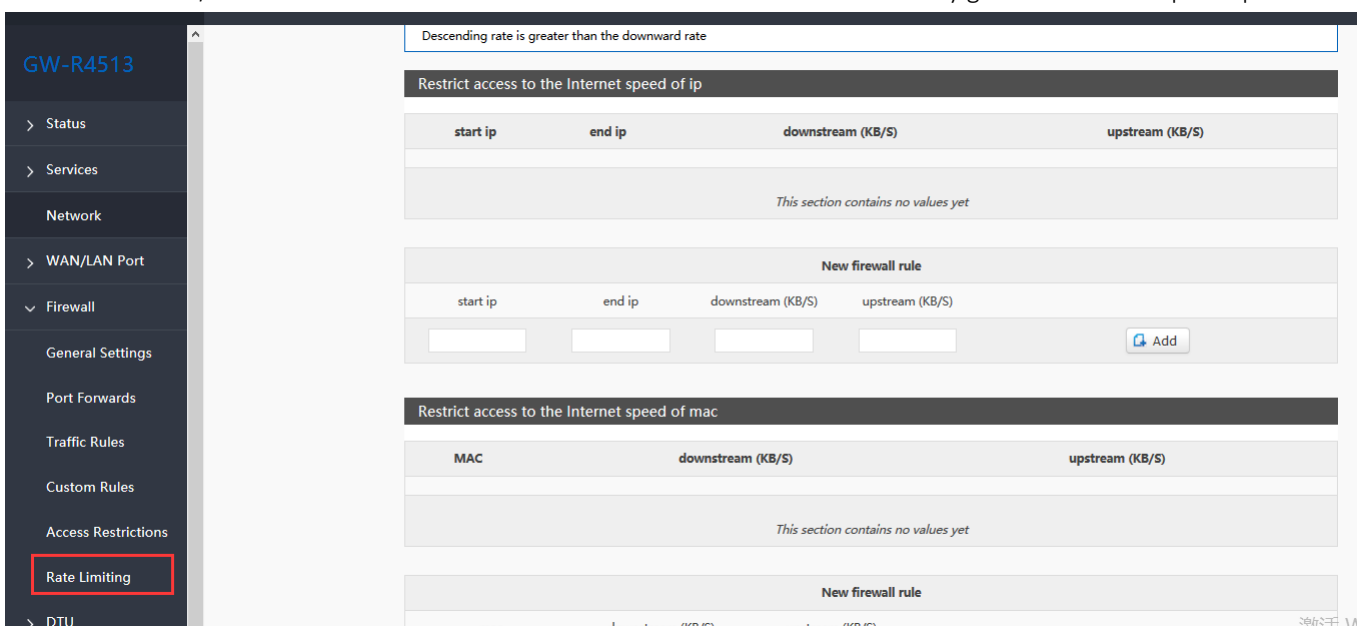 Descending rate is greater than the downward rate
GW-R4513
Restrict access to the Internet speed of ip
start ip end ip downstream (KB/S) upstream (KB/S)
Status
Services
This section contains no values yet
Network
WAN/LAN Port
New firewall rule
Firewall
start ip end ip downstream (KB/S) upstream (KB/S)
General Settings
Add
Port Forwards
Restrict access to the Internet speed of mac
Traffic Rules
MAC downstream (KB/S) upstream (KB/S)
Custom Rules
Access Restrictions
This section contains no values yet
Rate Limiting
New firewall rule
DTU
激活 W